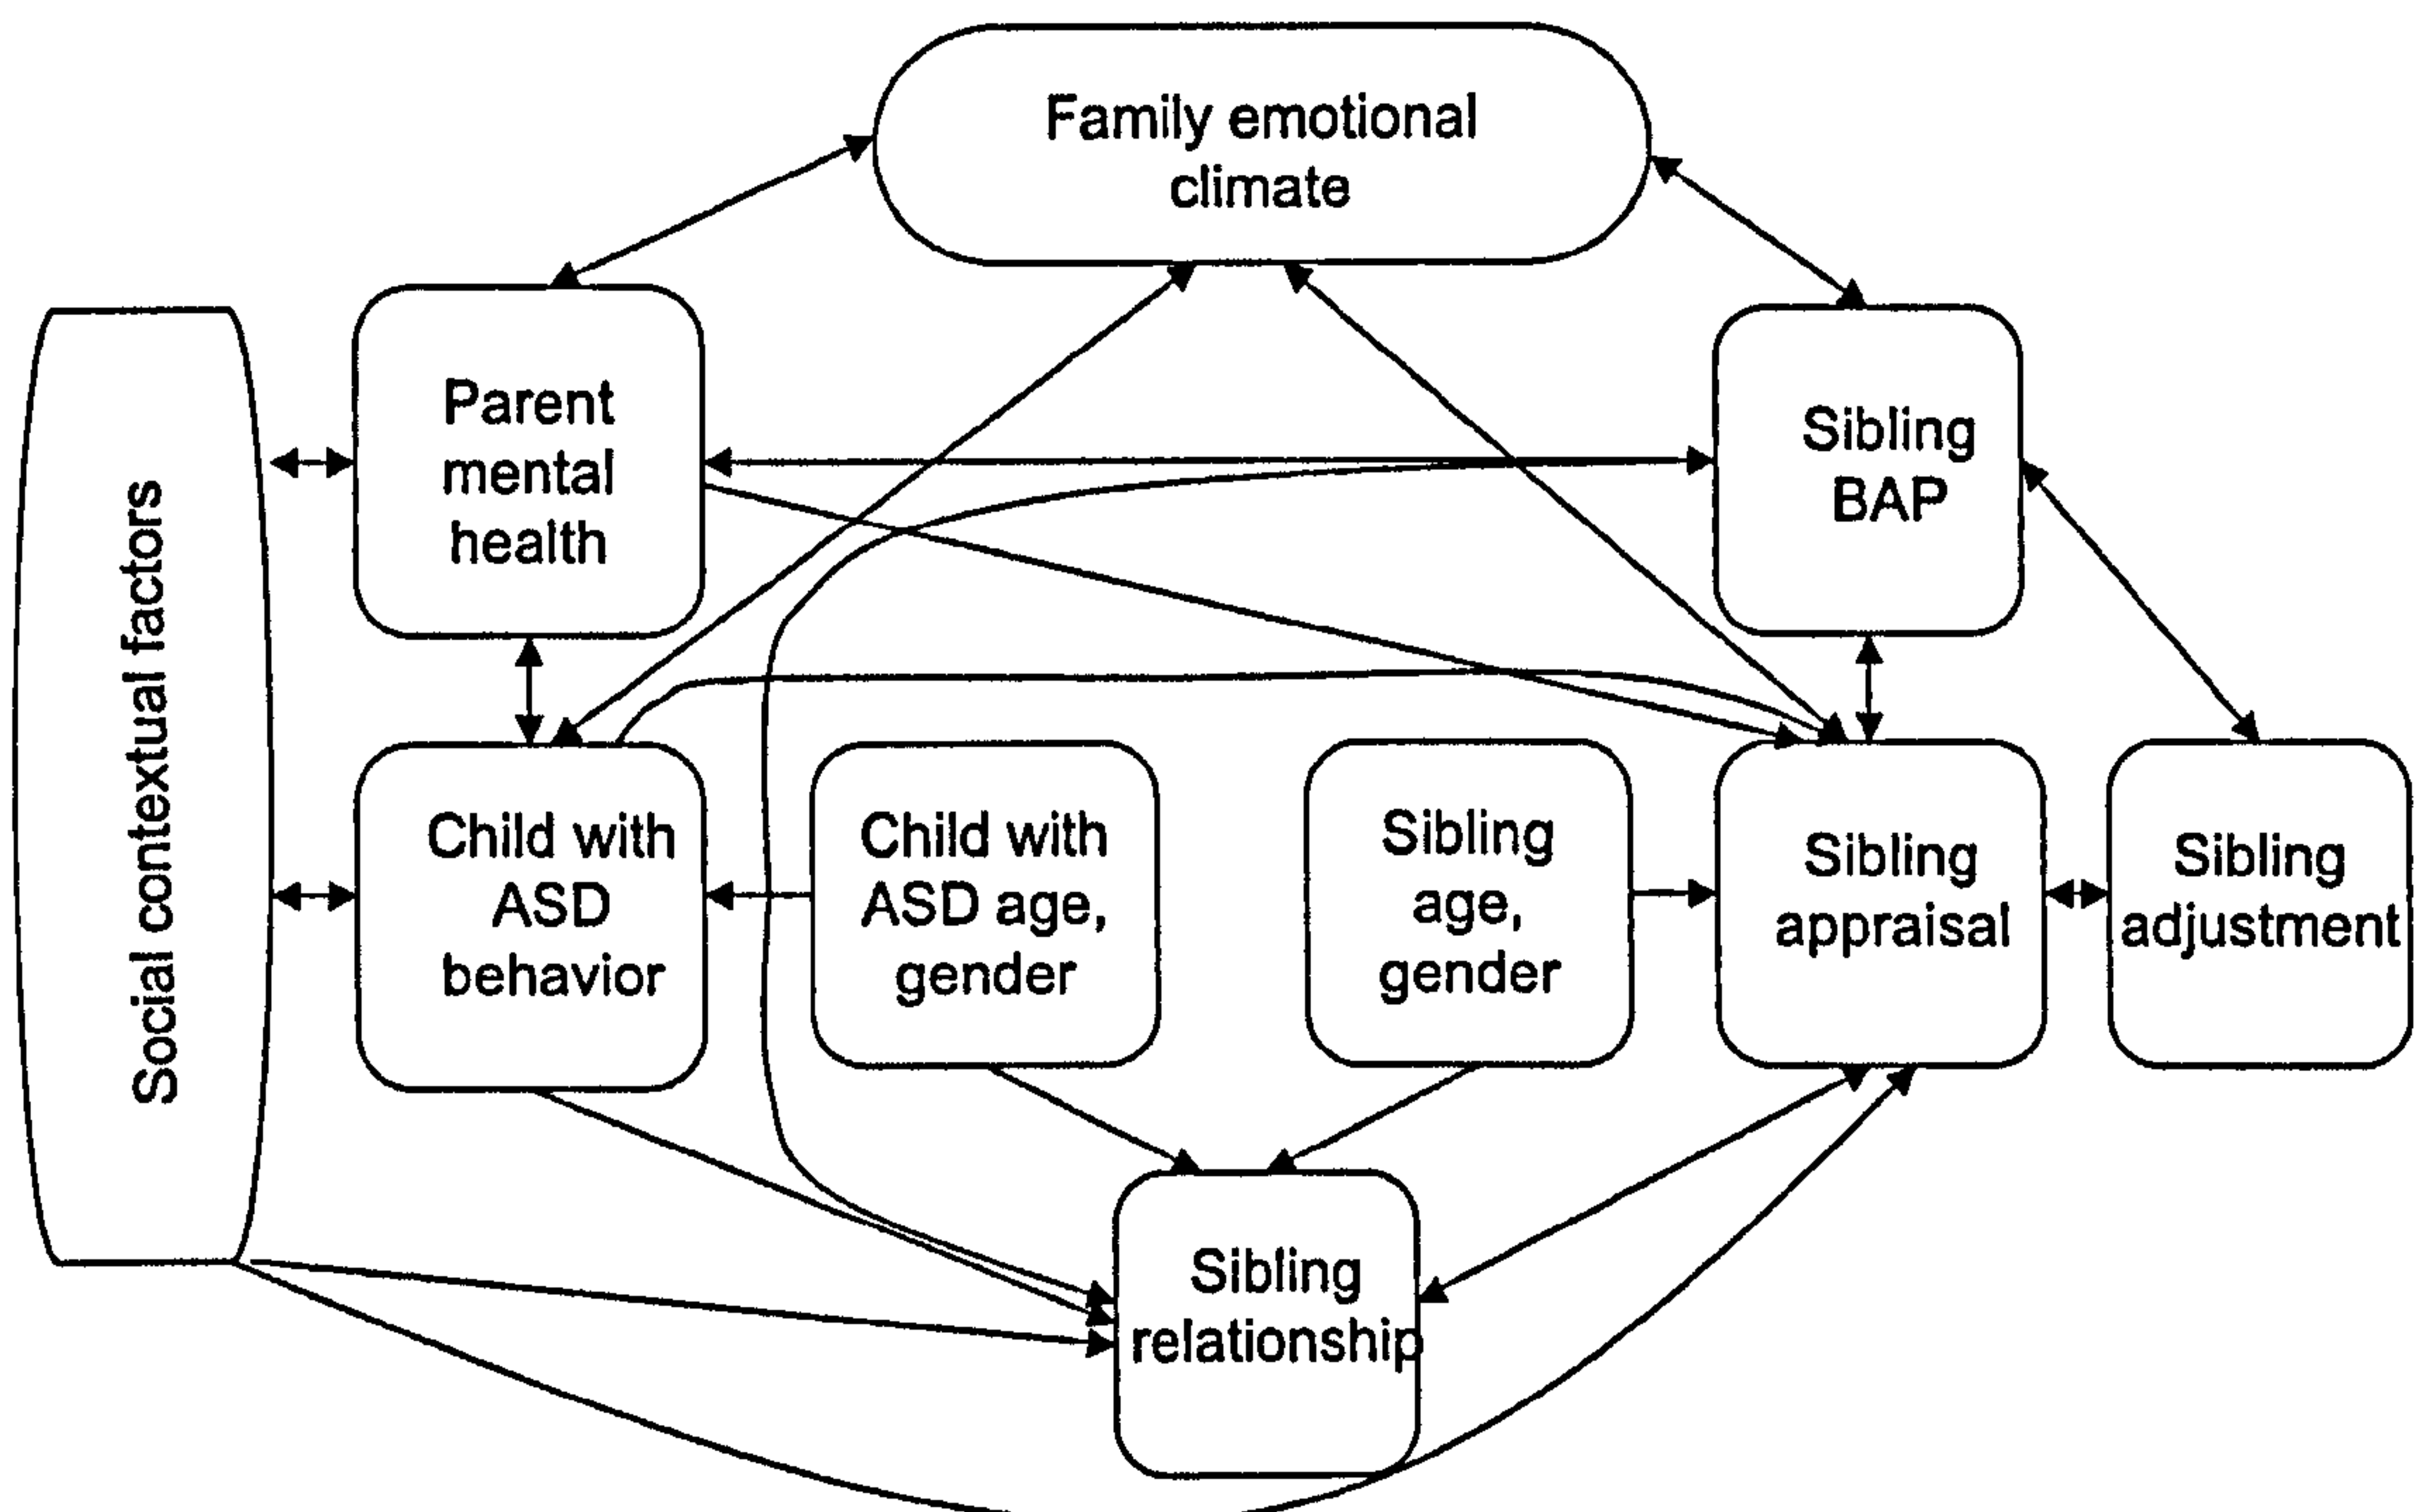 Family emotional
climate
Parent
mental
health
Sibling
BAP
Social contextual factors
Child with
ASD
behavior
Child with
ASD age,
gender
Sibling
age,
gender
Sibling
appraisal
Sibling
adjustment
Sibling
relationship